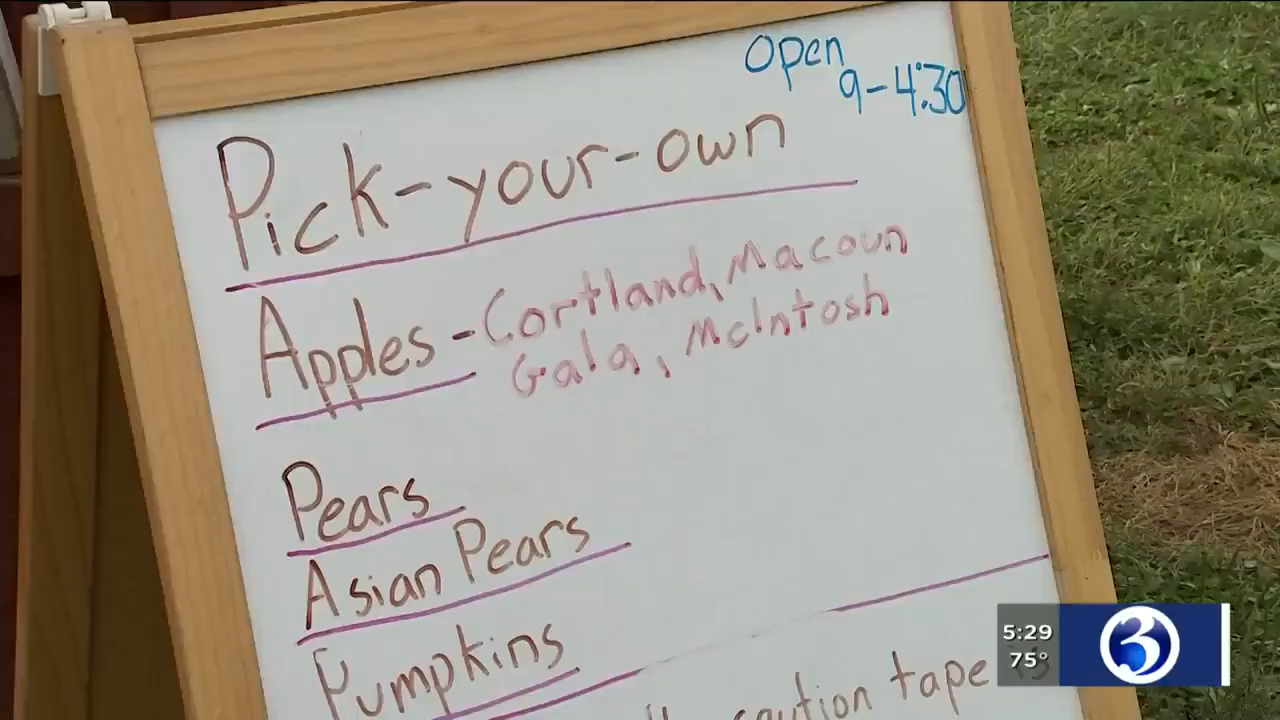 Open
9-4:30
Pick-your-own
Apples - Cortland, Macoun
Gala, McIntosh
Pears
Asian Pears
Pumpkins
caution tape
5:29
75°
3